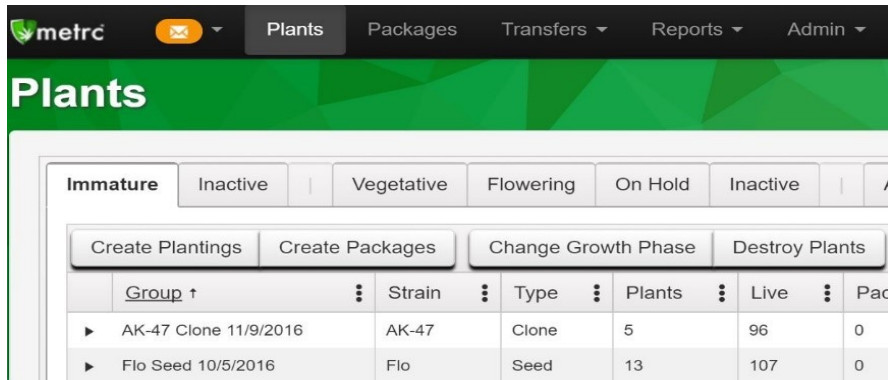 metrc Plants Packages Transfers Reports Admin
Plants
Immature Inactive | Vegetative Flowering On Hold Inactive |
Create Plantings Create Packages Change Growth Phase Destroy Plants
Group ↑ Strain Type Plants Live
AK-47 Clone 11/9/2016 AK-47 Clone 5 96 0
Flo Seed 10/5/2016 Flo Seed 13 107 0